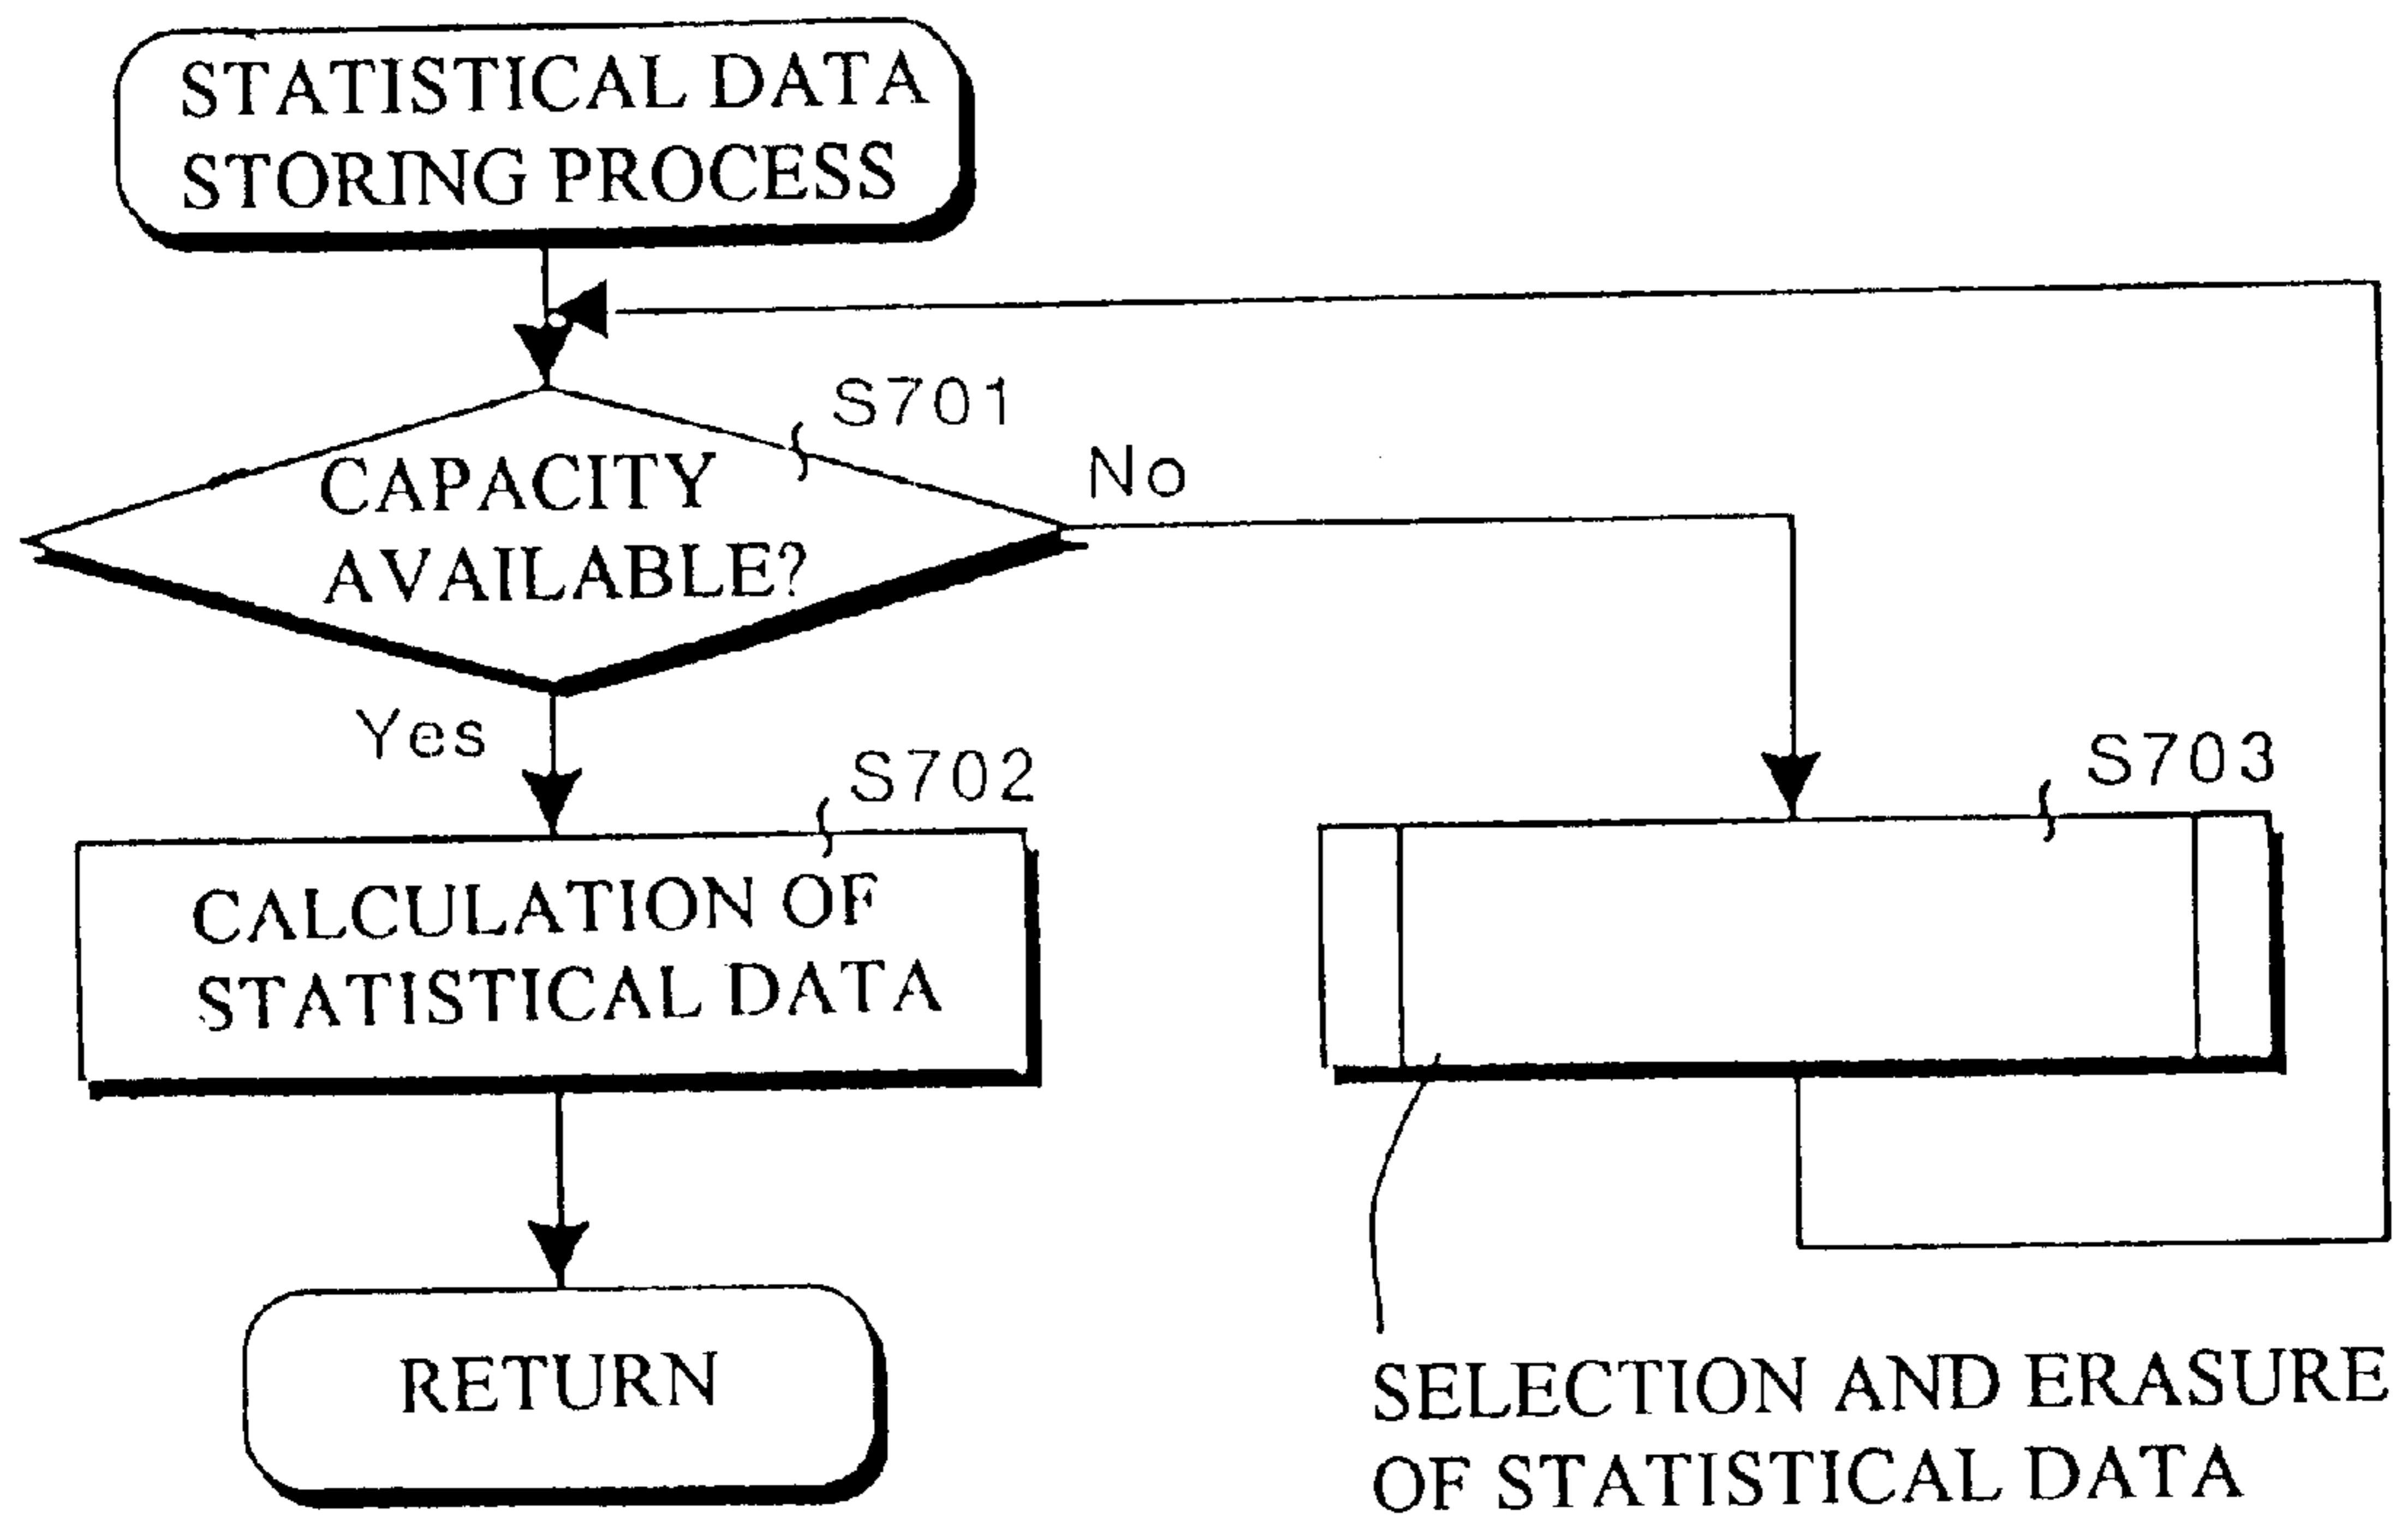 STATISTICAL DATA
STORING PROCESS
S701
CAPACITY
AVAILABLE?
No
Yes
S702
CALCULATION OF
STATISTICAL DATA
S703
RETURN
SELECTION AND ERASURE
OF STATISTICAL DATA